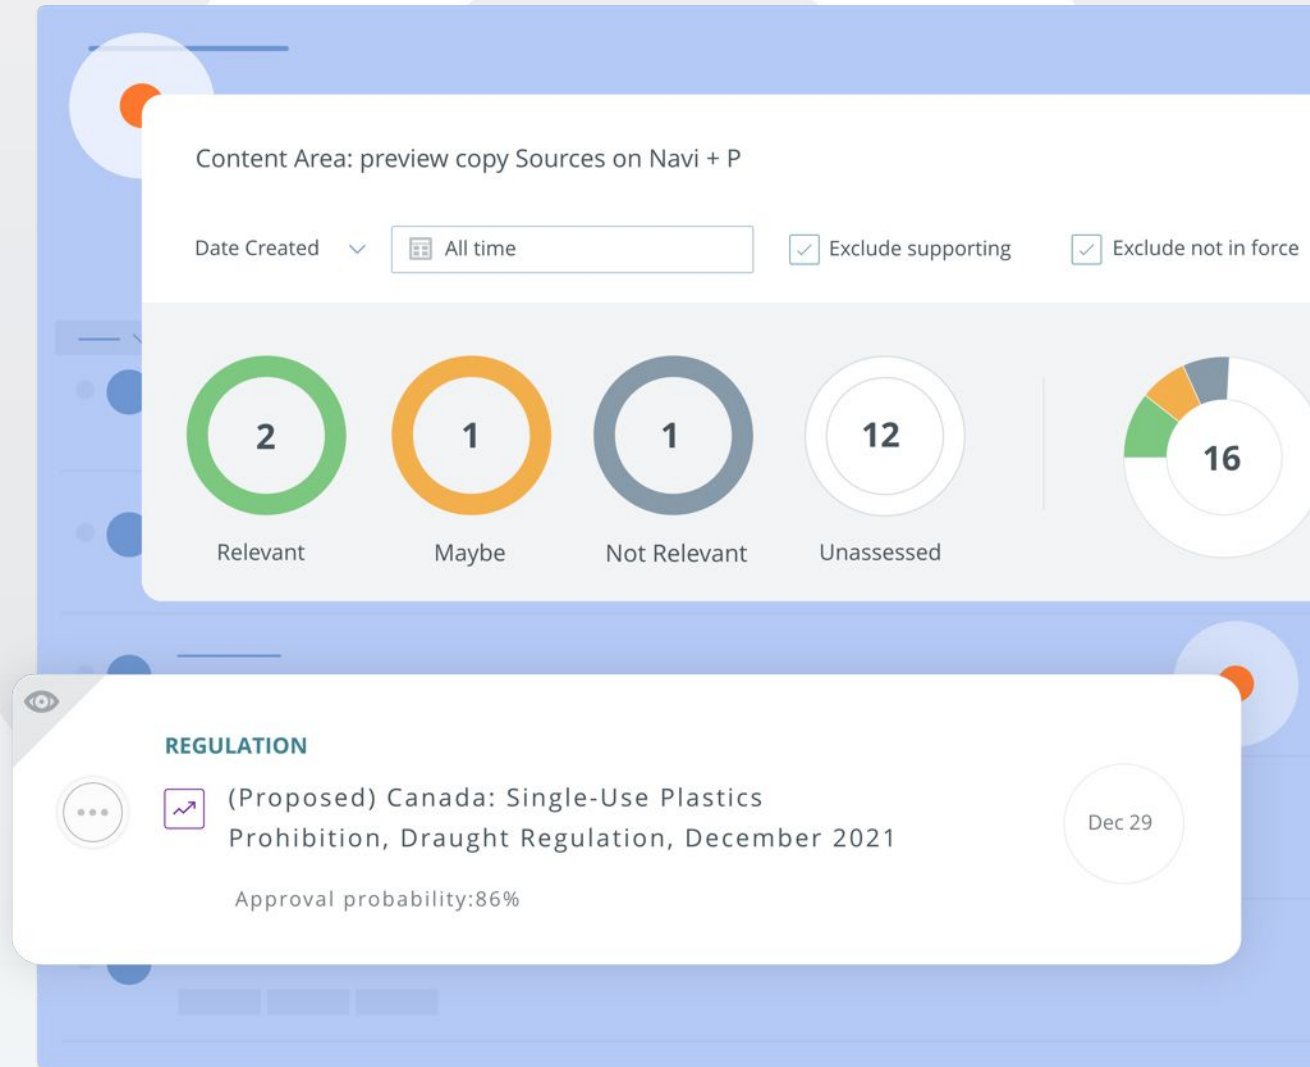 Content Area: preview copy Sources on Navi + P
Date Created
All time
Exclude supporting
Exclude not in force
2
1
1
12
16
Relevant
Maybe
Not Relevant
Unassessed
REGULATION
(Proposed) Canada: Single-Use Plastics
Prohibition, Draught Regulation, December 2021
Dec 29
Approval probability:86%